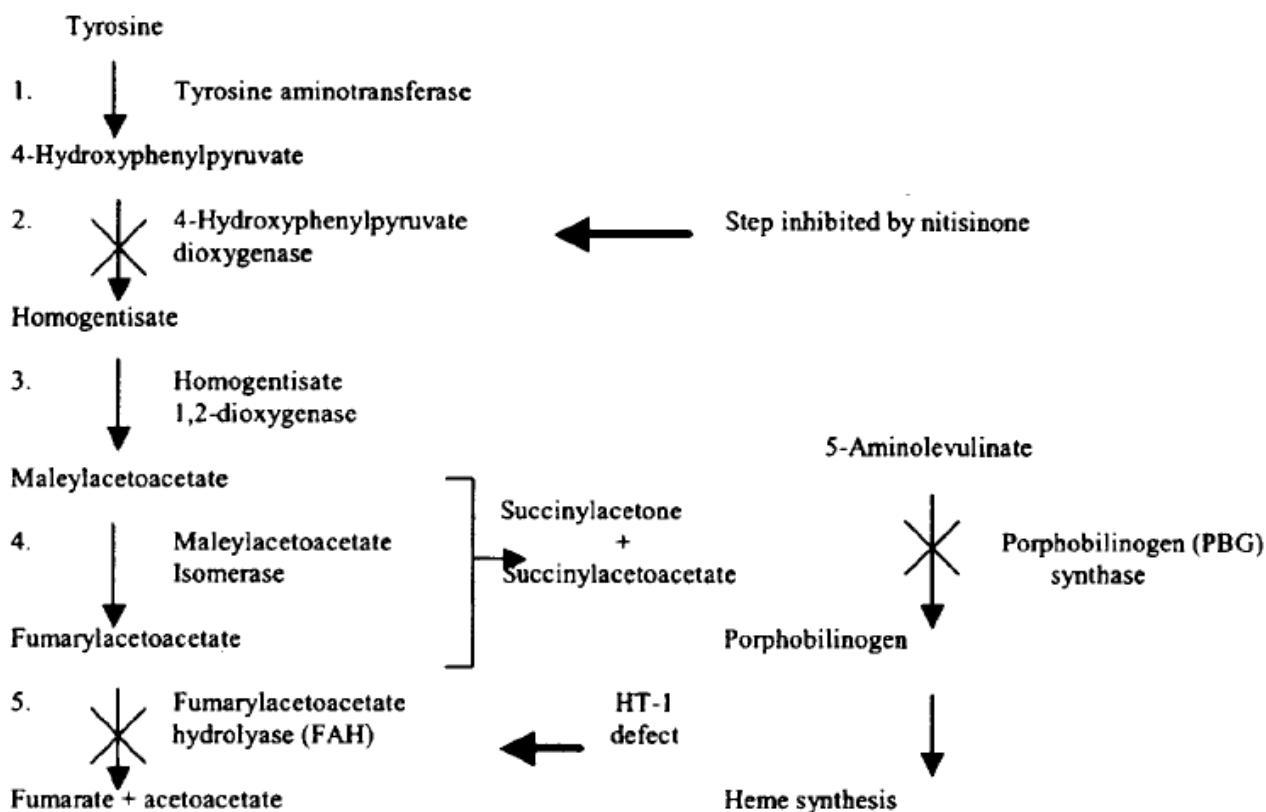 Tyrosine
1. Tyrosine aminotransferase
4-Hydroxyphenylpyruvate
2. 4-Hydroxyphenylpyruvate
dioxygenase
Step inhibited by nitisinone
Homogentisate
3. Homogentisate
1,2-dioxygenase
5-Aminolevulinate
Maleylacetoacetate
Succinylacetone
+
Succinylacetoacetate
4. Maleylacetoacetate
Isomerase
Porphobilinogen (PBG)
synthase
Fumarylacetoacetate
Porphobilinogen
5. Fumarylacetoacetate
hydrolyase (FAH)
HT-1
defect
Fumarate + acetoacetate
Heme synthesis